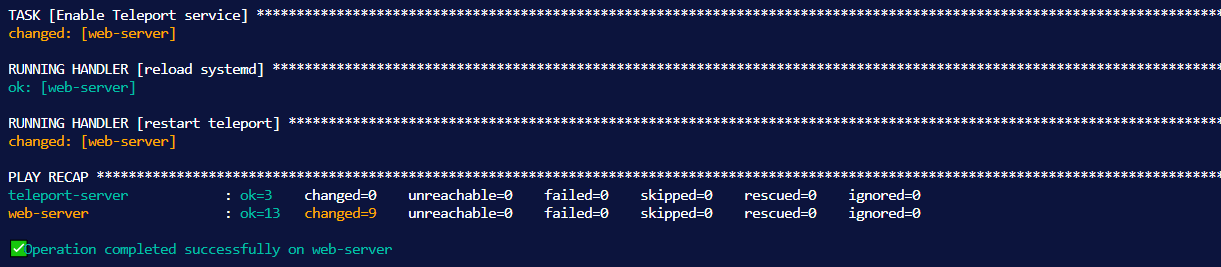 TASK [Enable Teleport service] ************************************************************************************************************************
changed: [web-server]
RUNNING HANDLER [reload systemd] **********************************************************************************************************************
ok: [web-server]
RUNNING HANDLER [restart teleport] ********************************************************************************************************************
changed: [web-server]
PLAY RECAP ********************************************************************************************************************************************
teleport-server : ok=3 changed=0 unreachable=0 failed=0 skipped=0 rescued=0 ignored=0
web-server : ok=13 changed=9 unreachable=0 failed=0 skipped=0 rescued=0 ignored=0
✅Operation completed successfully on web-server